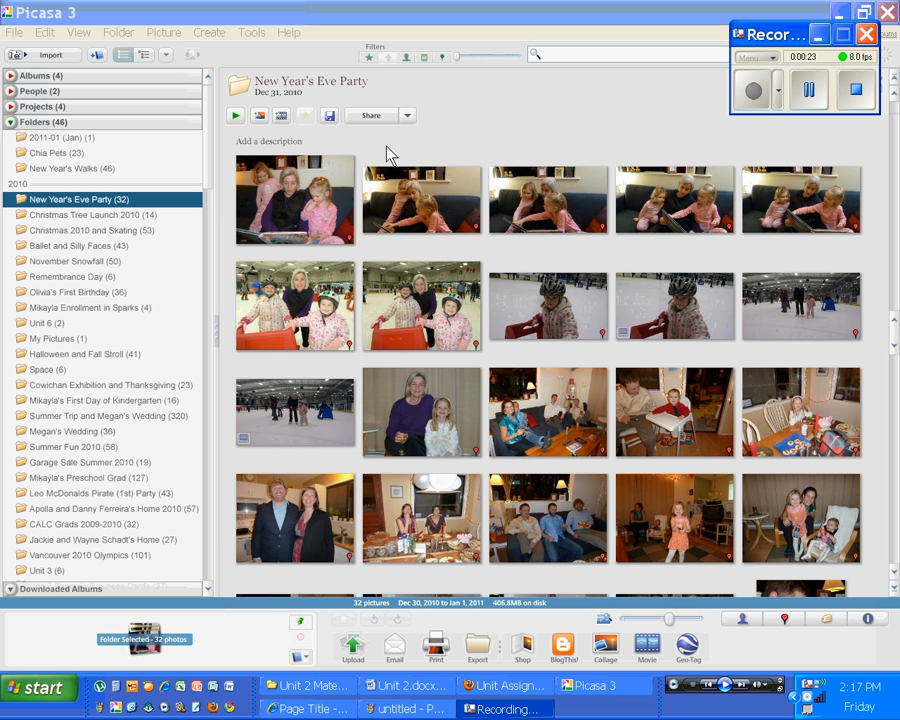 Picasa 3
File Edit View Folder Picture Create Tools Help
Import
Filters
Recor...
Menu 0:00:23 8.0 fps
Albums (4)
People (2)
Projects (4)
Folders (46)
2011-01 (Jan) (1)
Chia Pets (23)
New Year's Walks (46)
2010
New Year's Eve Party (32)
Christmas Tree Launch 2010 (14)
Christmas 2010 and Skating (53)
Ballet and Silly Faces (43)
November Snowfall (50)
Remembrance Day (6)
Olivia's First Birthday (36)
Mikayla Enrollment in Sparks (4)
Unit 6 (2)
My Pictures (1)
Halloween and Fall Stroll (41)
Space (6)
Cowichan Exhibition and Thanksgiving (23)
Mikayla's First Day of Kindergarten (16)
Summer Trip and Megan's Wedding (320)
Megan's Wedding (36)
Summer Fun 2010 (58)
Garage Sale Summer 2010 (19)
Mikayla's Preschool Grad (127)
Leo McDonalds Pirate (1st) Party (43)
Apolla and Danny Ferreira's Home 2010 (57)
CALC Grads 2009-2010 (32)
Jackie and Wayne Schadt's Home (27)
Vancouver 2010 Olympics (101)
Unit 3 (6)
Downloaded Albums
New Year's Eve Party
Dec 31, 2010
Share
Add a description
32 pictures Dec 30, 2010 to Jan 1, 2011 406.8MB on disk
Folder Selected - 32 photos
Upload Email Print Export Shop BlogThis! Collage Movie Geo-Tag
start
Unit 2 Mate... Unit 2.docx... Unit Assign... Picasa 3
Page Title -... untitled - P... Recording...
2:17 PM
Friday